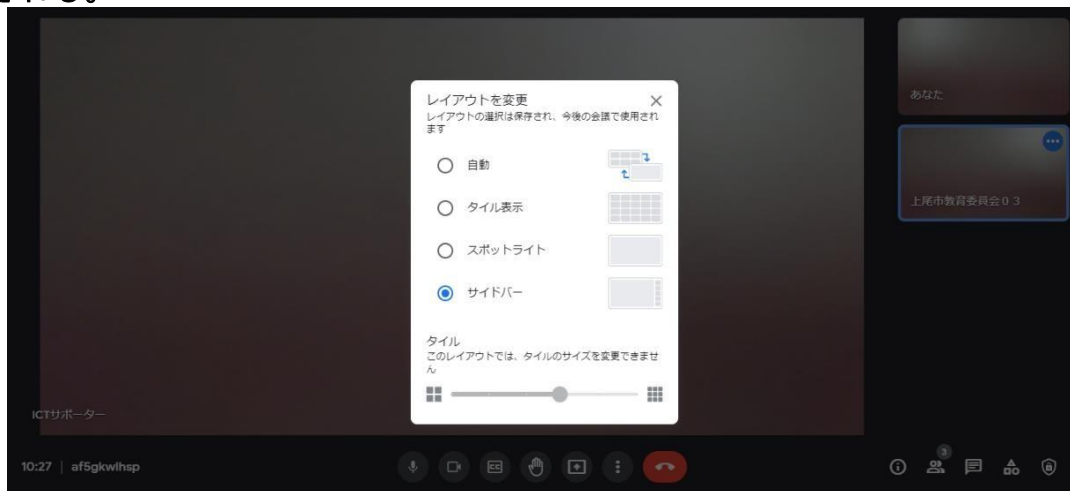 レイアウトを変更
レイアウトの選択は保存され、今後の会議で使用され
ます
自動
タイル表示
スポットライト
サイドバー
タイル
このレイアウトでは、タイルのサイズを変更できませ
ん
あなた
上尾市教育委員会03
ICTサポーター
10:27 | af5gkwlhsp
CC
3